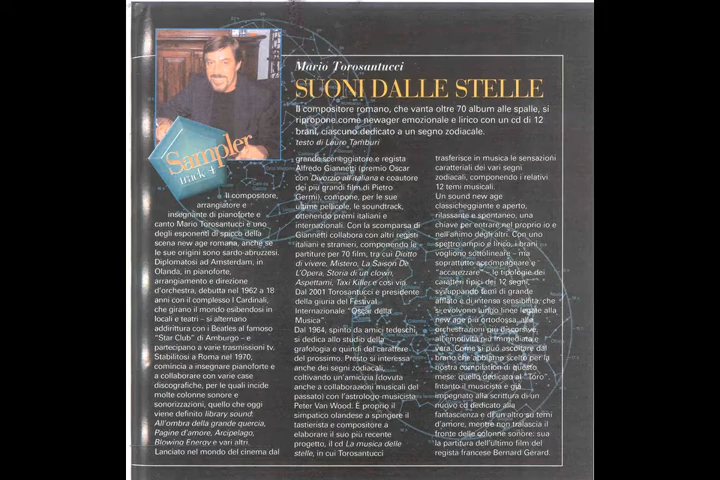 Mario Torosantucci
SUONI DALLE STELLE
Il compositore romano, che vanta oltre 70 album alle spalle, si
ripropone come newager emozionale e lirico con un cd di 12
brani, ciascuno dedicato a un segno zodiacale.
testo di Lauro Tamburi
Sampler
track 4
Il compositore,
arrangiatore e
insegnante di pianoforte e
canto Mario Torosantucci è uno
degli esponenti di spicco della
scena new age romana, anche se
le sue origini sono sardo-abruzzesi.
Diplomatosi ad Amsterdam, in
Olanda, in pianoforte,
arrangiamento e direzione
d'orchestra, debutta nel 1962 a 18
anni con il complesso I Cardinali,
che girano il mondo esibendosi in
locali e teatri – si alternano
addirittura con i Beatles al famoso
"Star Club" di Amburgo – e
partecipano a varie trasmissioni tv.
Stabilitosi a Roma nel 1970,
comincia a insegnare pianoforte e
a collaborare con varie case
discografiche, per le quali incide
molte colonne sonore e
sonorizzazioni, quello che oggi
viene definito library sound:
All'ombra della grande quercia,
Pagine d'amore, Arcipelago,
Blowing Energy e vari altri.
Lanciato nel mondo del cinema dal
grande sceneggiatore e regista
Alfredo Giannetti (premio Oscar
con Divorzio all'italiana e coautore
dei più grandi film di Pietro
Germi), compone, per le sue
ultime pellicole, le soundtrack,
ottenendo premi italiani e
internazionali. Con la scomparsa di
Giannetti collabora con altri registi
italiani e stranieri, componendo le
partiture per 70 film, tra cui Diritto
di vivere, Mistero, La Saison De
L'Opera, Storia di un clown,
Aspettami, Taxi Killer e così via.
Dal 2001 Torosantucci è presidente
della giuria del Festival
Internazionale "Oscar della
Musica".
Dal 1964, spinto da amici tedeschi,
si dedica allo studio della
grafologia e quindi del carattere
del prossimo. Presto si interessa
anche dei segni zodiacali,
coltivando un'amicizia (dovuta
anche a collaborazioni musicali del
passato) con l'astrologo-musicista
Peter Van Wood. È proprio il
simpatico olandese a spingere il
tastierista e compositore a
elaborare il suo più recente
progetto, il cd La musica delle
stelle, in cui Torosantucci
trasferisce in musica le sensazioni
caratteriali dei vari segni
zodiacali, componendo i relativi
12 temi musicali.
Un sound new age
classicheggiante e aperto,
rilassante e spontaneo, una
chiave per entrare nel proprio io e
nell'animo degli altri. Con uno
spettro ampio e lirico, i brani
vogliono sottolineare – ma
soprattutto accompagnare e
"accarezzare" – le tipologie dei
caratteri tipici dei 12 segni,
sviluppando temi di grande
afflato e di intensa sensibilità, che
si evolvono lungo linee legate alla
new age più ortodossa, alle
orchestrazioni più discorsive,
all'emotività più immediata e
vera. Come si può ascoltare dal
brano che abbiamo scelto per la
nostra compilation di questo
mese: quello dedicato al "Toro".
Intanto il musicista è già
impegnato alla scrittura di un
nuovo cd dedicato alla
fantascienza e di un altro su temi
d'amore, mentre non tralascia il
fronte delle colonne sonore: sua
la partitura dell'ultimo film del
regista francese Bernard Gerard.